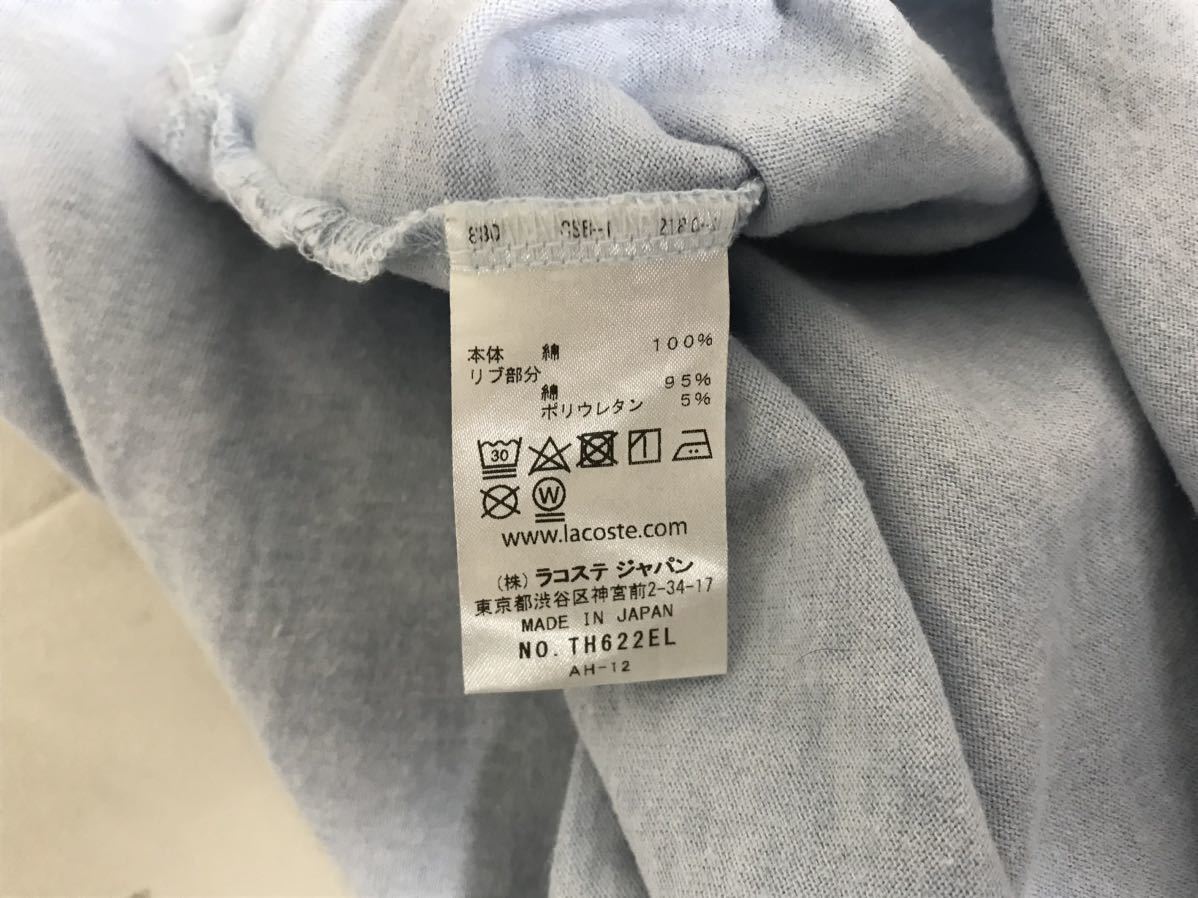 880
本体 綿 100%
リブ部分
綿 95%
ポリウレタン 5%
30
W
www.lacoste.com
(株) ラコステ ジャパン
東京都渋谷区神宮前2-34-17
MADE IN JAPAN
NO. TH622EL
AH-12